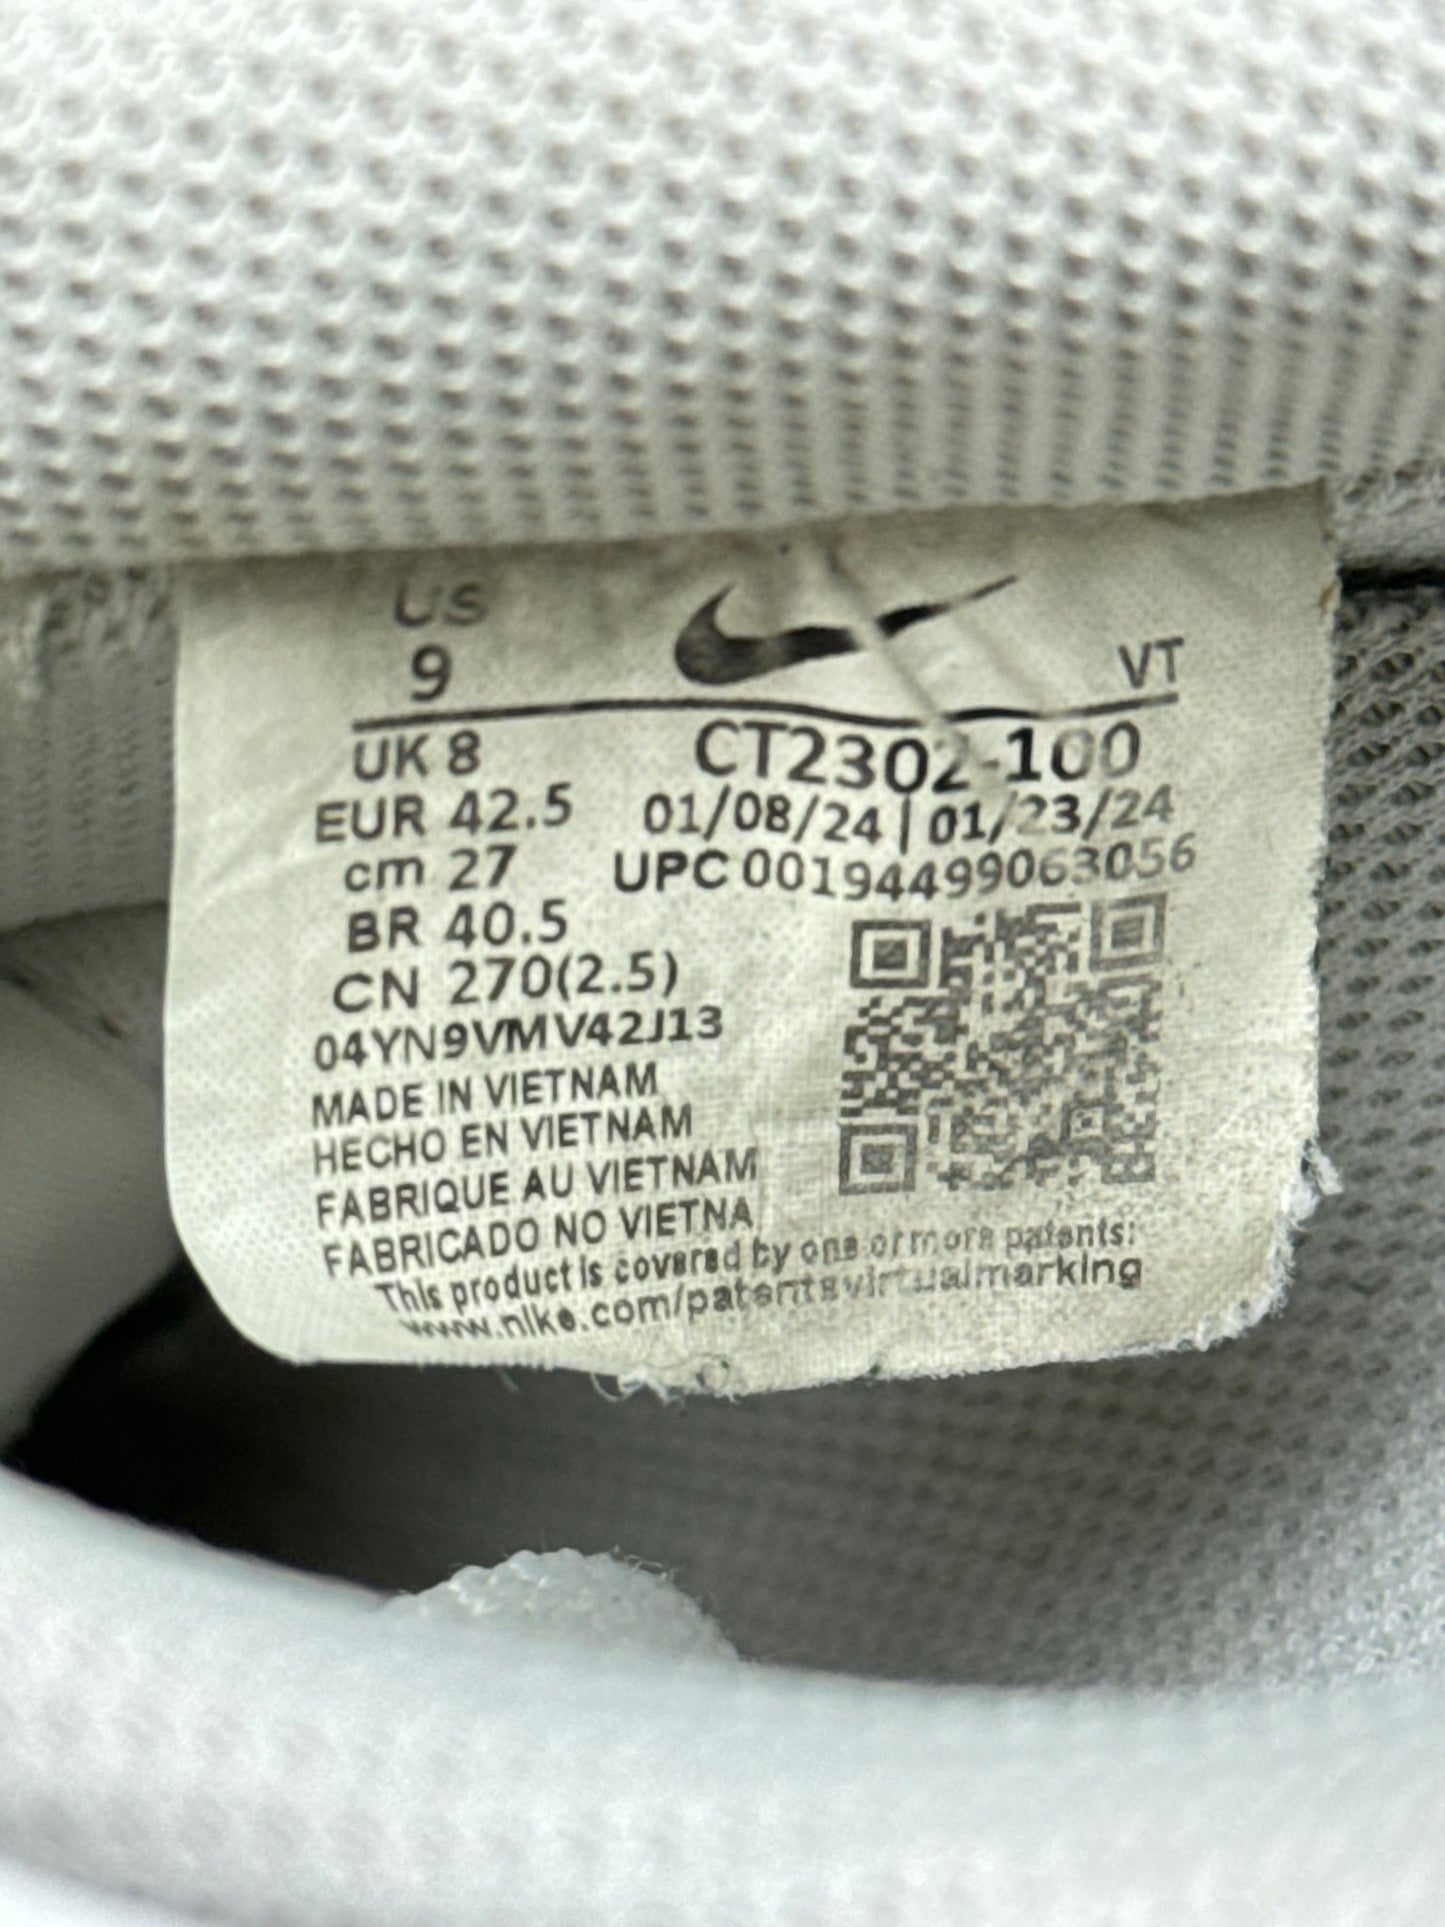 US
9
VT
UK 8
CT2302-100
EUR 42.5
01/08/24 | 01/23/24
cm 27
UPC 00194499063056
BR 40.5
CN 270(2.5)
04YN9VMV42J13
MADE IN VIETNAM
HECHO EN VIETNAM
FABRIQUE AU VIETNAM
FABRICADO NO VIETNA
This product is covered by one or more patents:
www.nike.com/patentsvirtualmarking